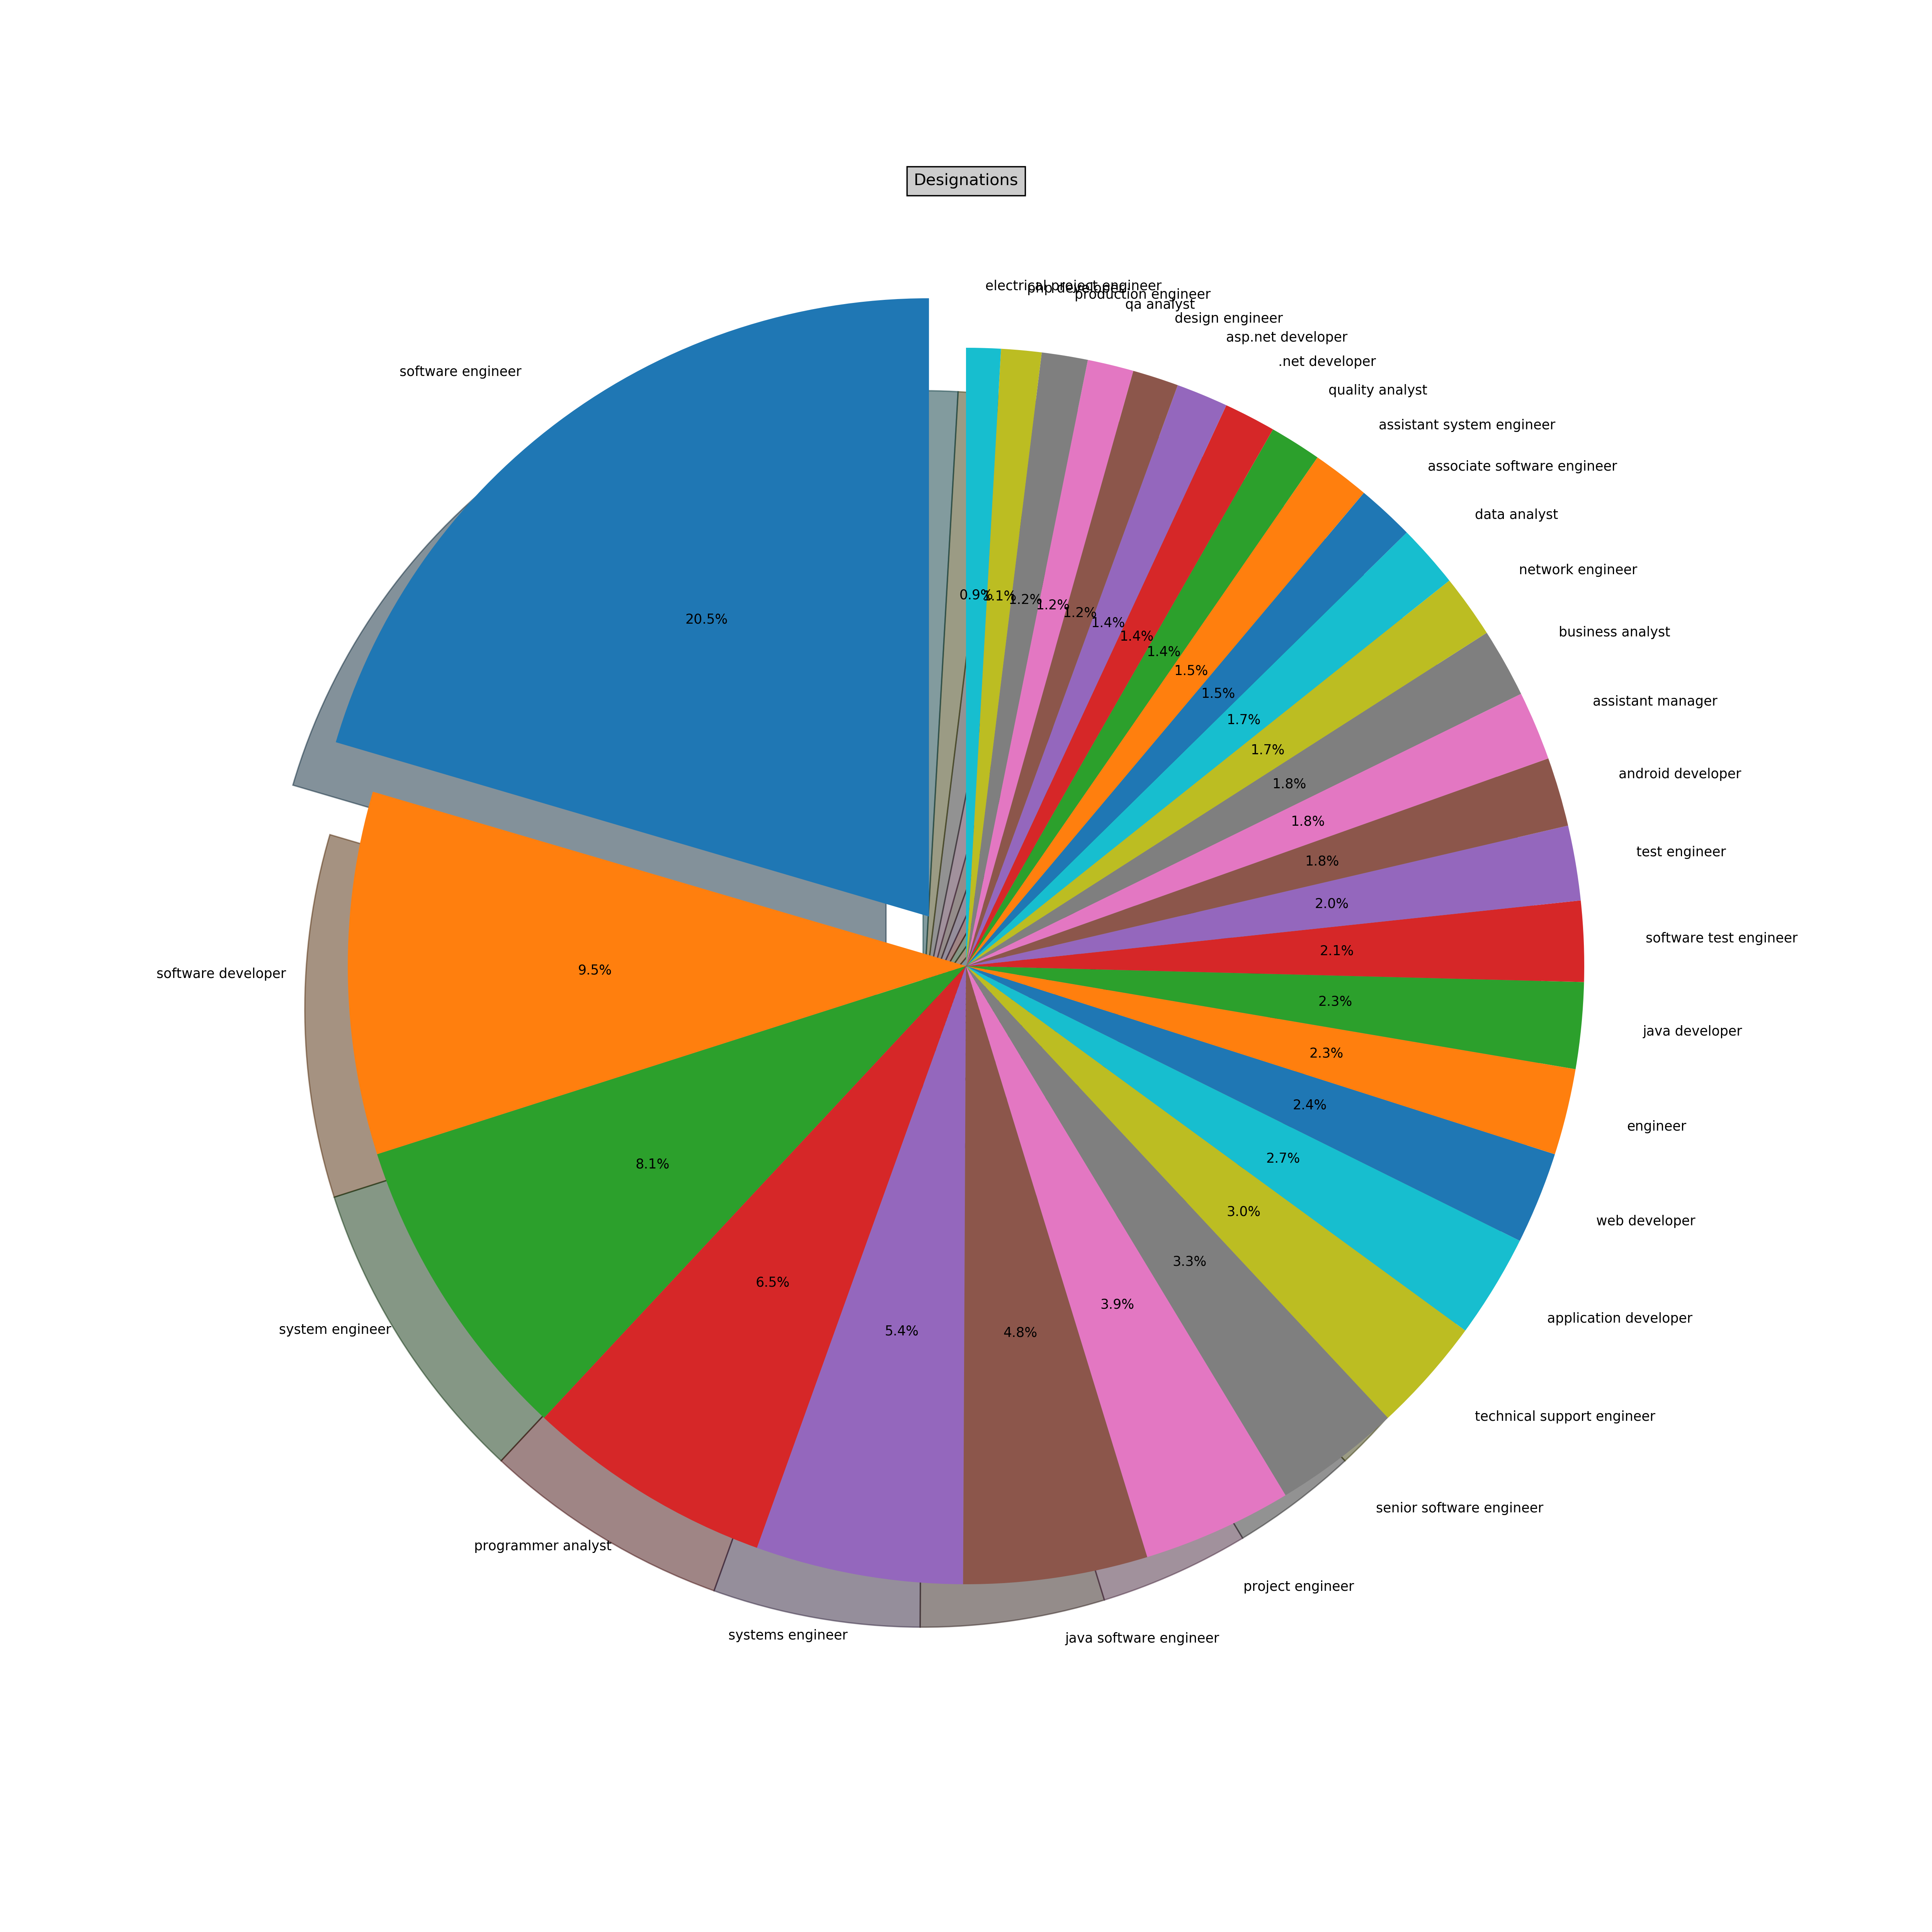 Designations
electrical project engineer
php developer
production engineer
qa analyst
design engineer
asp.net developer
.net developer
quality analyst
assistant system engineer
associate software engineer
data analyst
network engineer
business analyst
assistant manager
android developer
test engineer
software test engineer
java developer
engineer
web developer
application developer
technical support engineer
senior software engineer
project engineer
java software engineer
systems engineer
programmer analyst
system engineer
software developer
software engineer
20.5%
9.5%
8.1%
6.5%
5.4%
4.8%
3.9%
3.3%
3.0%
2.7%
2.4%
2.3%
2.3%
2.1%
2.0%
1.8%
1.8%
1.8%
1.7%
1.7%
1.5%
1.5%
1.4%
1.4%
1.4%
1.2%
1.2%
1.2%
1.1%
0.9%